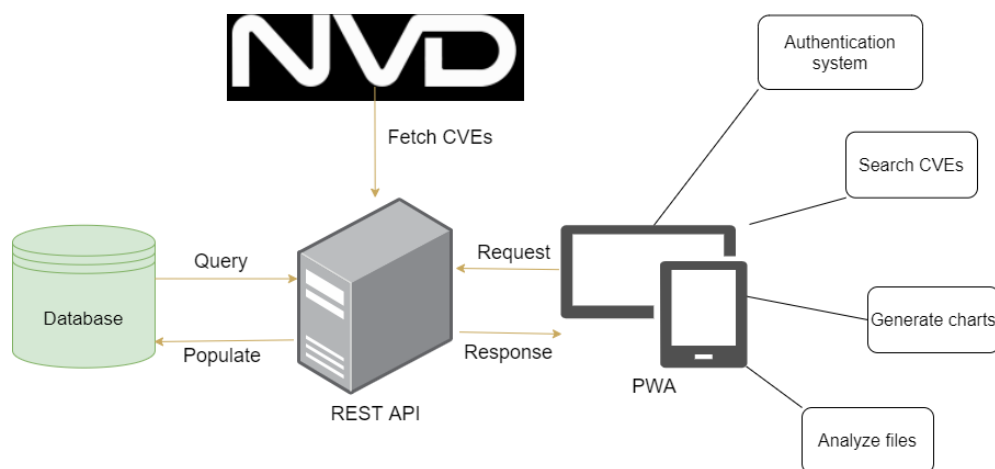 NVD
Authentication
system
Fetch CVEs
Search CVEs
Query
Request
Database
Generate charts
Populate
Response
PWA
REST API
Analyze files